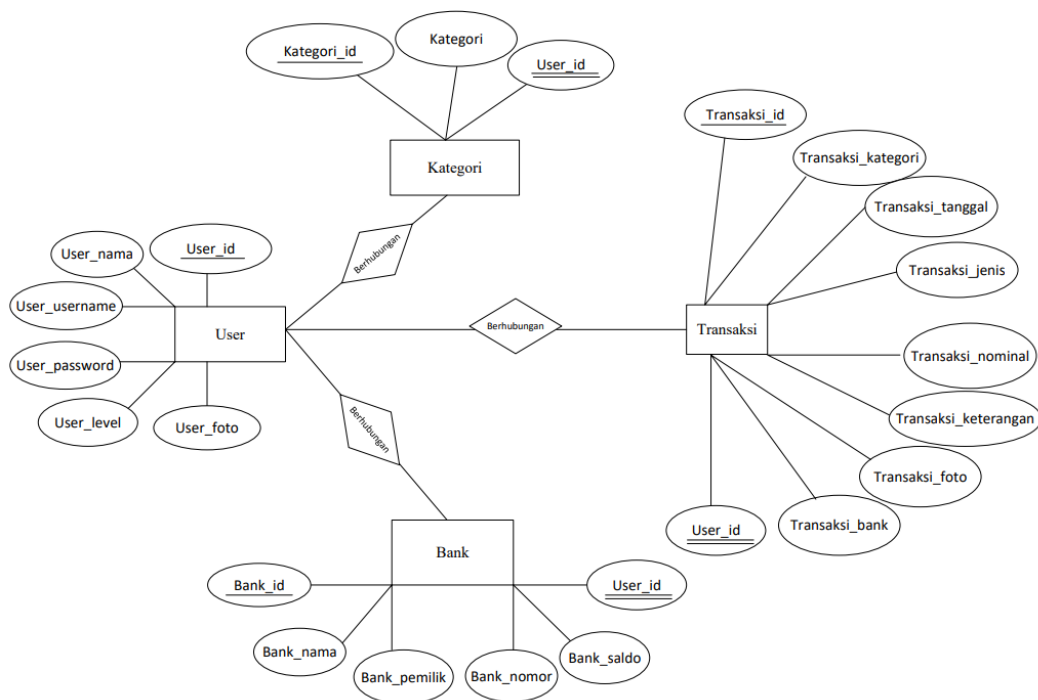 Kategori_id
Kategori
User_id
Kategori
Transaksi_id
Transaksi_kategori
Transaksi_tanggal
Transaksi_jenis
Transaksi_nominal
Transaksi_keterangan
Transaksi_foto
Transaksi_bank
User_id
Transaksi
Berhubungan
Berhubungan
Berhubungan
User_nama
User_id
User_username
User
User_password
User_level
User_foto
Bank
Bank_id
User_id
Bank_nama
Bank_pemilik
Bank_nomor
Bank_saldo